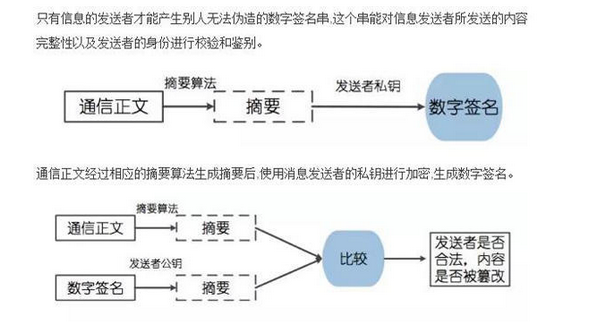 只有信息的发送者才能产生别人无法伪造的数字签名串,这个串能对信息发送者所发送的内容
完整性以及发送者的身份进行校验和鉴别。
摘要算法
发送者私钥
通信正文
摘要
数字签名
通信正文经过相应的摘要算法生成摘要后,使用消息发送者的私钥进行加密,生成数字签名。
摘要算法
通信正文
摘要
发送者公钥
数字签名
摘要
比较
发送者是否
合法，内容
是否被篡改